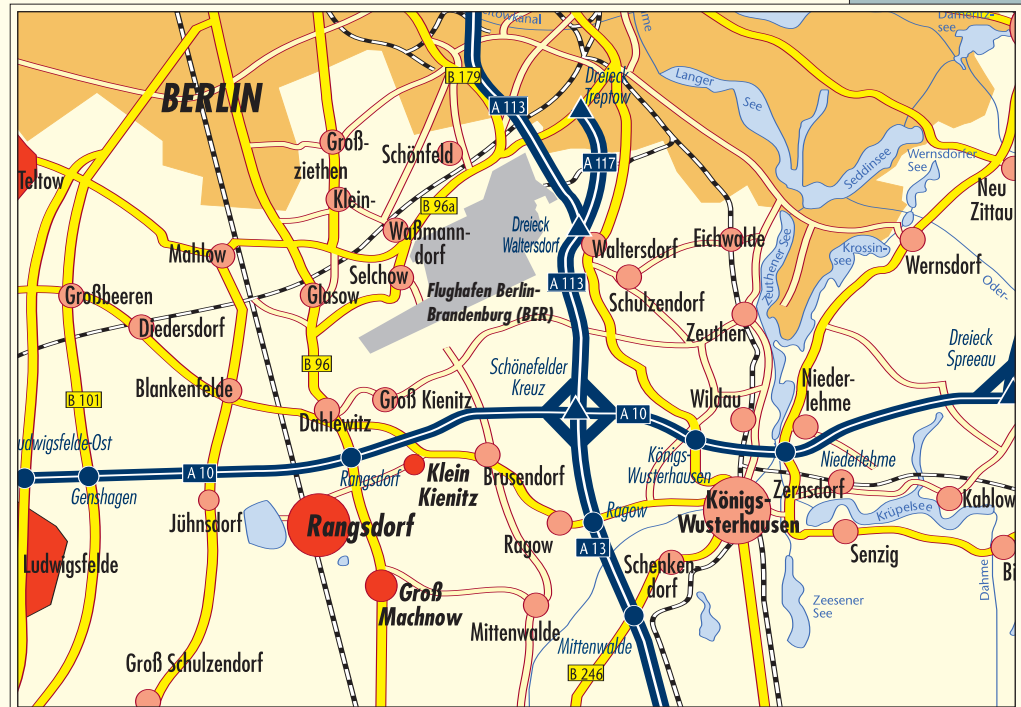 Dreieck
Treptow
B 179
BERLIN
A 113
Langer
See
Groß-
ziethen
Schönfeld
A 117
Seddinsee
Wernsdorfer
See
Teltow
Klein-
Neu
Zittau
B 96a
Waßmann-
dorf
Dreieck
Waltersdorf
Waltersdorf
Eichwalde
Zeuthener See
Krossin-
see
Wernsdorf
Mahlow
Selchow
Schulzendorf
Oder-
Großbeeren
Glasow
Flughafen Berlin-
Brandenburg (BER)
A 113
Diedersdorf
Zeuthen
Dreieck
Spreeau
B 96
Schönefelder
Kreuz
Blankenfelde
Groß Kienitz
Wildau
Nieder-
lehme
B 101
Dahlewitz
A 10
udwigsfelde-Ost
Genshagen
A 10
Rangsdorf
Klein
Kienitz
Brusendorf
Königs-
Wusterhausen
Niederlehme
Zernsdorf
Kablow
Jühnsdorf
Rangsdorf
Ragow
Ragow
Königs-
Wusterhausen
Krüpelsee
A 13
Senzig
Ludwigsfelde
Schenken
dorf
Bi
Dahme
Groß
Machnow
Mittenwalde
Mittenwalde
Zeesener
See
Groß Schulzendorf
B 246